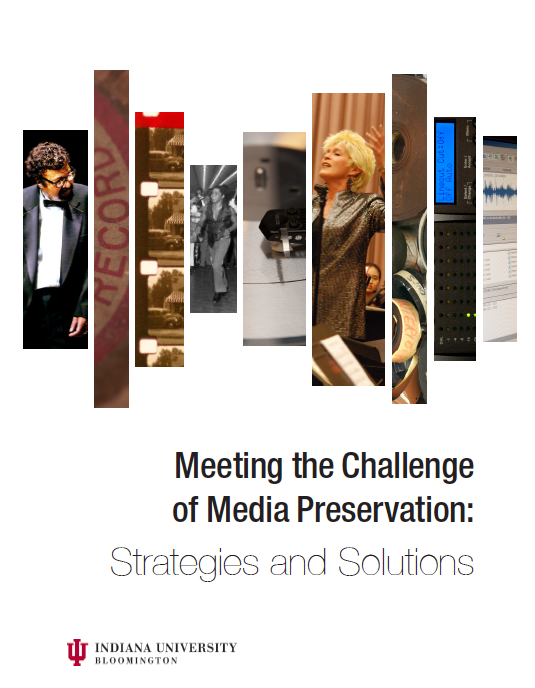 RECORD
Meeting the Challenge
of Media Preservation:
Strategies and Solutions
INDIANA UNIVERSITY
BLOOMINGTON